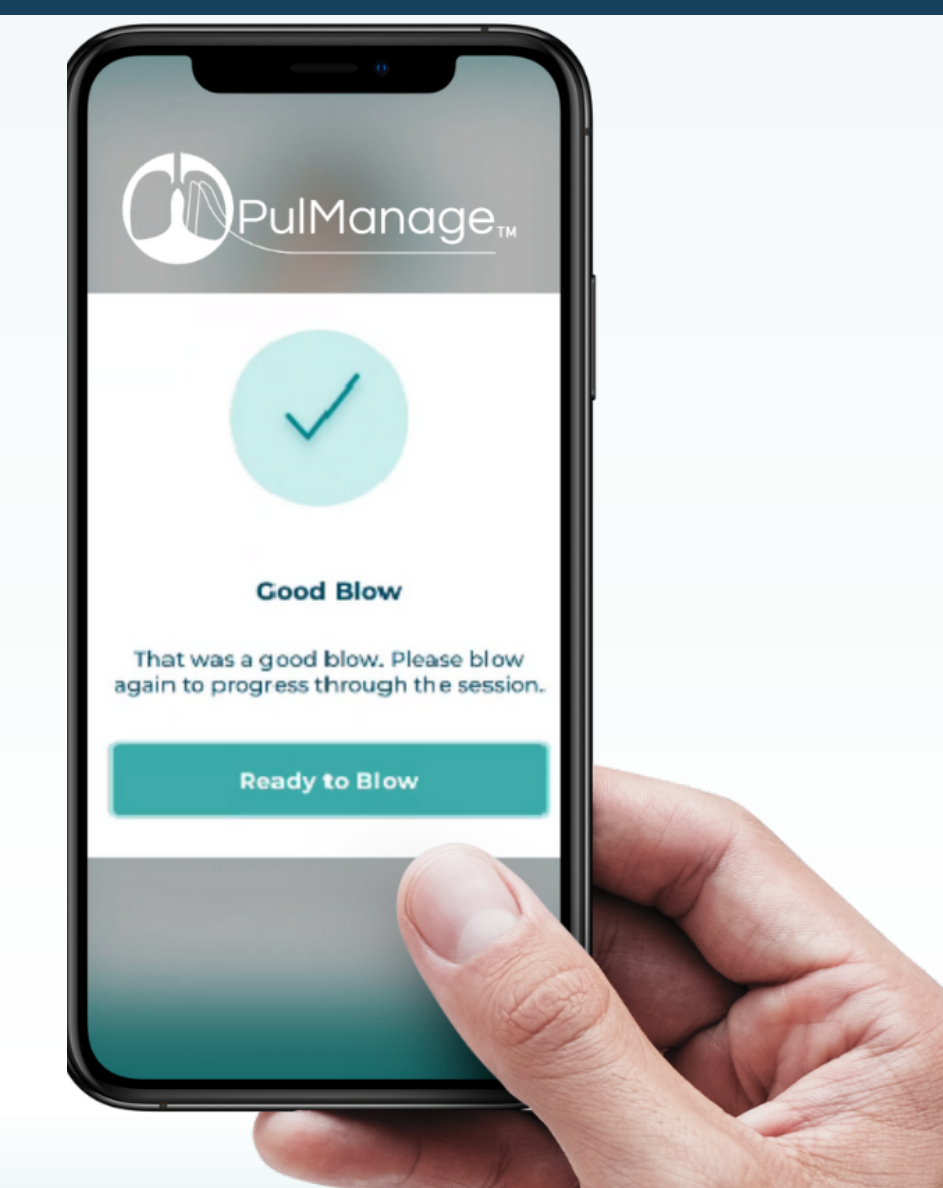 PulManage™
Good Blow
That was a good blow. Please blow
again to progress through the session.
Ready to Blow